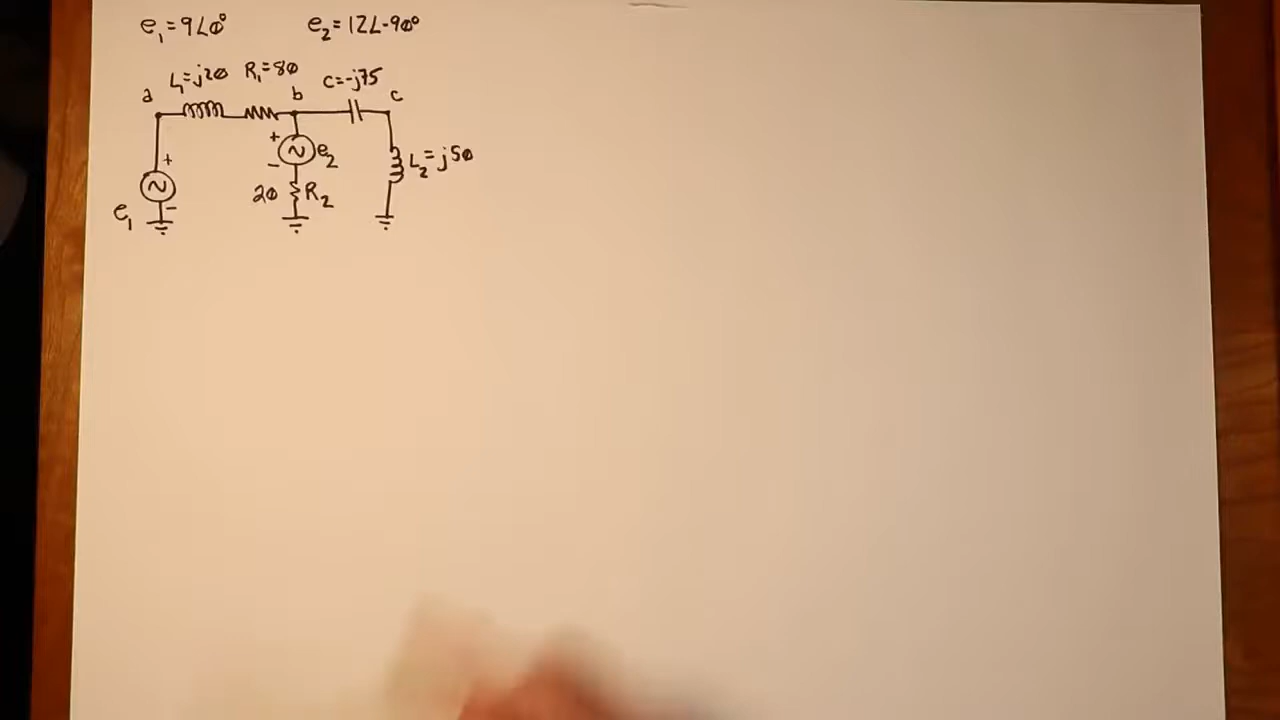 e₁=9∠0° e₂=12∠-90°
L₁=j20 R₁=80 C=-j75
a b c
+ + e₂ L₂=j50
- 20 R₂
e₁ -